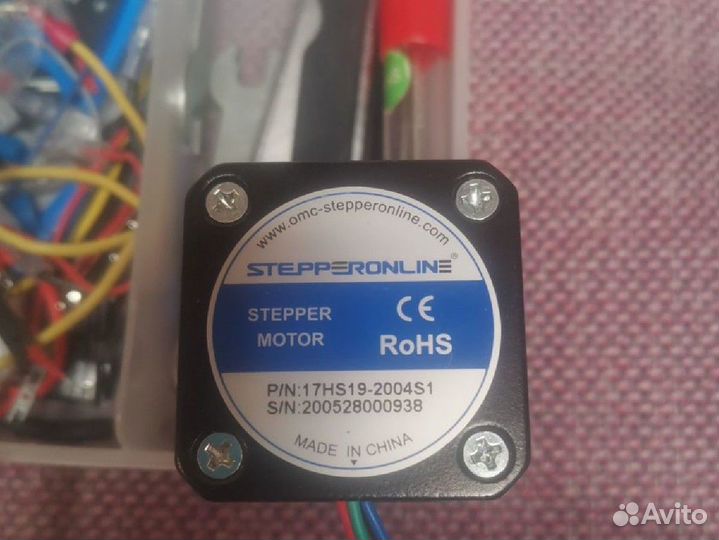 www.omc-stepperonline.com
STEPPERONLINE®
STEPPER MOTOR
CE
RoHS
P/N:17HS19-2004S1
S/N:200528000938
MADE IN CHINA
Avito